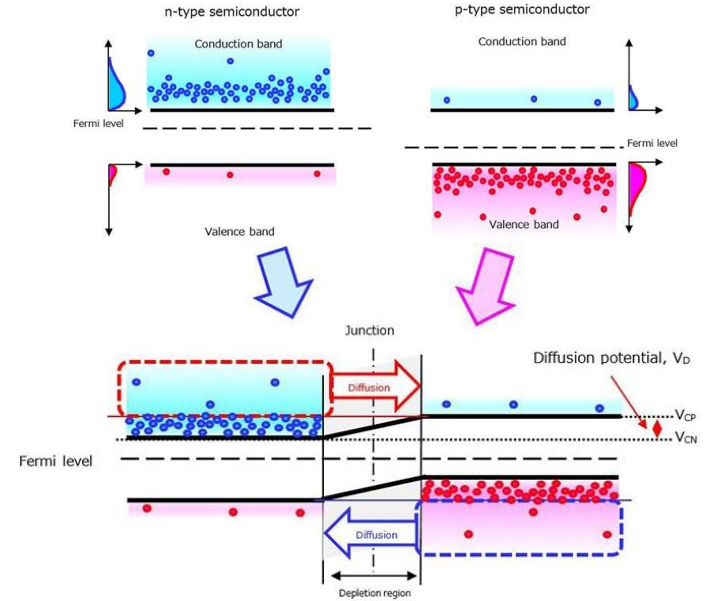 n-type semiconductor
p-type semiconductor
Conduction band
Conduction band
Fermi level
Fermi level
Valence band
Valence band
Junction
Diffusion potential, VD
Diffusion
VCP
VCN
Fermi level
Diffusion
Depletion region